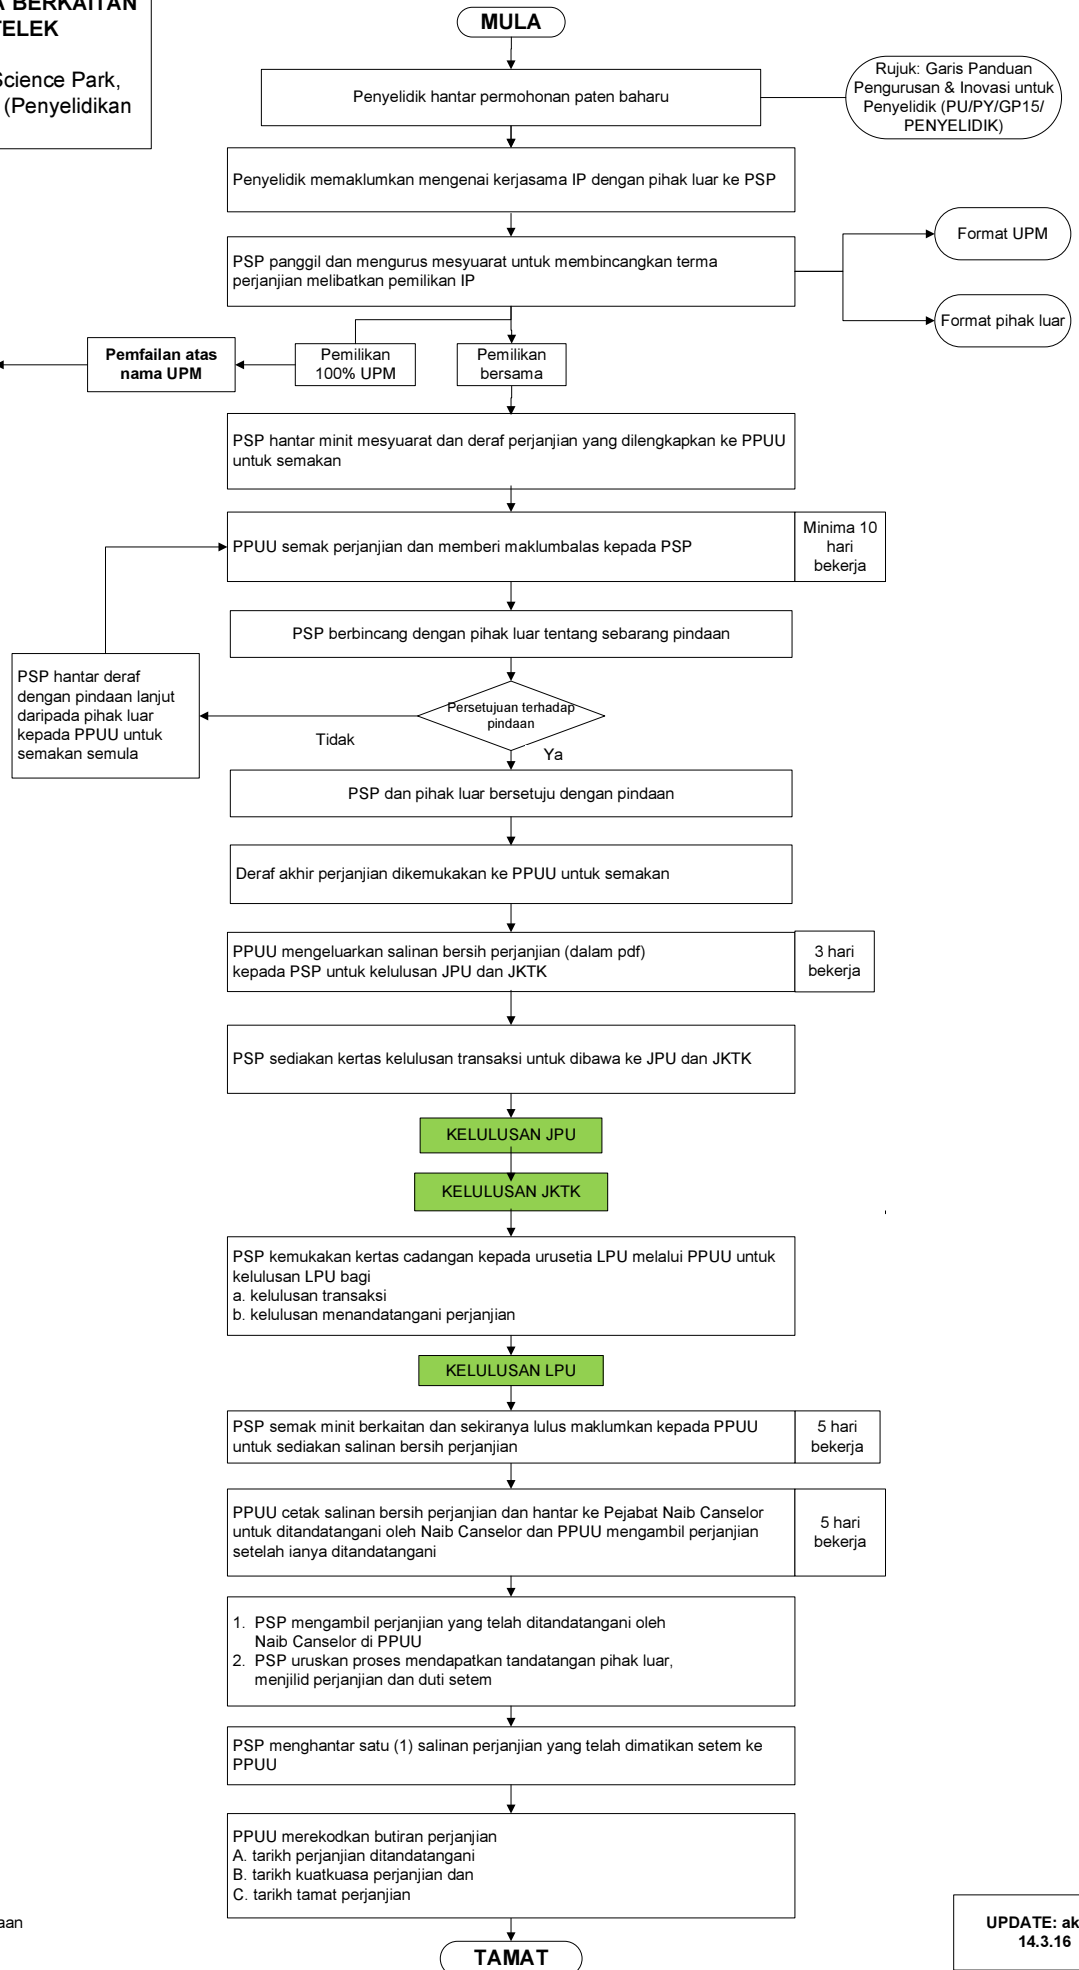 A BERKAITAN
TELEK
Science Park,
(Penyelidikan
MULA
Penyelidik hantar permohonan paten baharu
Rujuk: Garis Panduan
Pengurusan & Inovasi untuk
Penyelidik (PU/PY/GP15/
PENYELIDIK)
Penyelidik memaklumkan mengenai kerjasama IP dengan pihak luar ke PSP
PSP panggil dan mengurus mesyuarat untuk membincangkan terma
perjanjian melibatkan pemilikan IP
Format UPM
Format pihak luar
Pemfailan atas
nama UPM
Pemilikan
100% UPM
Pemilikan
bersama
PSP hantar minit mesyuarat dan deraf perjanjian yang dilengkapkan ke PPUU
untuk semakan
PPUU semak perjanjian dan memberi maklumbalas kepada PSP
Minima 10
hari
bekerja
PSP berbincang dengan pihak luar tentang sebarang pindaan
PSP hantar deraf
dengan pindaan lanjut
daripada pihak luar
kepada PPUU untuk
semakan semula
Persetujuan terhadap
pindaan
Tidak
Ya
PSP dan pihak luar bersetuju dengan pindaan
Deraf akhir perjanjian dikemukakan ke PPUU untuk semakan
PPUU mengeluarkan salinan bersih perjanjian (dalam pdf)
kepada PSP untuk kelulusan JPU dan JKTK
3 hari
bekerja
PSP sediakan kertas kelulusan transaksi untuk dibawa ke JPU dan JKTK
KELULUSAN JPU
KELULUSAN JKTK
PSP kemukakan kertas cadangan kepada urusetia LPU melalui PPUU untuk
kelulusan LPU bagi
a. kelulusan transaksi
b. kelulusan menandatangani perjanjian
KELULUSAN LPU
PSP semak minit berkaitan dan sekiranya lulus maklumkan kepada PPUU
untuk sediakan salinan bersih perjanjian
5 hari
bekerja
PPUU cetak salinan bersih perjanjian dan hantar ke Pejabat Naib Canselor
untuk ditandatangani oleh Naib Canselor dan PPUU mengambil perjanjian
setelah ianya ditandatangani
5 hari
bekerja
1. PSP mengambil perjanjian yang telah ditandatangani oleh
Naib Canselor di PPUU
2. PSP uruskan proses mendapatkan tandatangan pihak luar,
menjilid perjanjian dan duti setem
PSP menghantar satu (1) salinan perjanjian yang telah dimatikan setem ke
PPUU
PPUU merekodkan butiran perjanjian
A. tarikh perjanjian ditandatangani
B. tarikh kuatkuasa perjanjian dan
C. tarikh tamat perjanjian
TAMAT
aan
UPDATE: ak
14.3.16